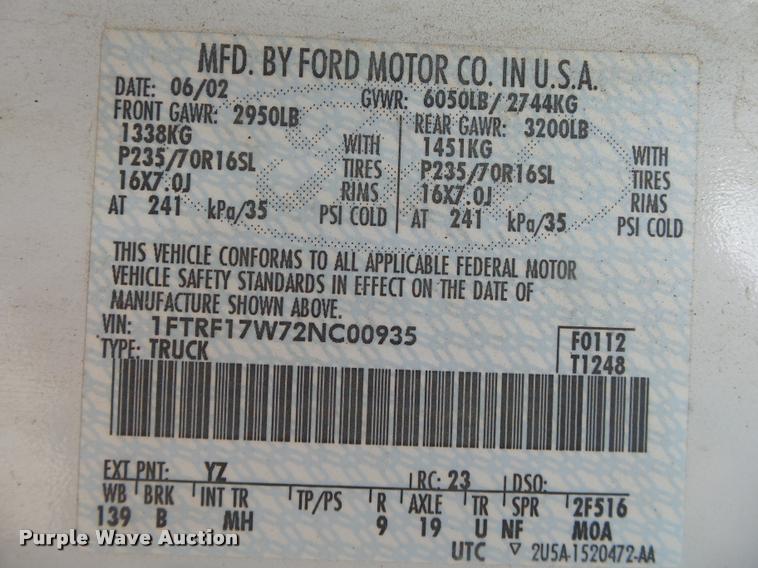 MFD. BY FORD MOTOR CO. IN U.S.A.
DATE: 06/02 GVWR: 6050LB/ 2744KG
FRONT GAWR: 2950LB REAR GAWR: 3200LB
1338KG WITH 1451KG WITH
P235/70R16SL TIRES P235/70R16SL TIRES
16X7.0J RIMS 16X7.0J RIMS
AT 241 kPa/35 PSI COLD AT 241 kPa/35 PSI COLD
THIS VEHICLE CONFORMS TO ALL APPLICABLE FEDERAL MOTOR
VEHICLE SAFETY STANDARDS IN EFFECT ON THE DATE OF
MANUFACTURE SHOWN ABOVE.
VIN: 1FTRF17W72NC00935 F0112
TYPE: TRUCK T1248
EXT PNT: YZ RC: 23 DSO:
WB BRK INT TR TP/PS R AXLE TR SPR 2F516
139 B MH 9 19 U NF MOA
UTC ▽ 2U5A-1520472-AA
Purple Wave Auction